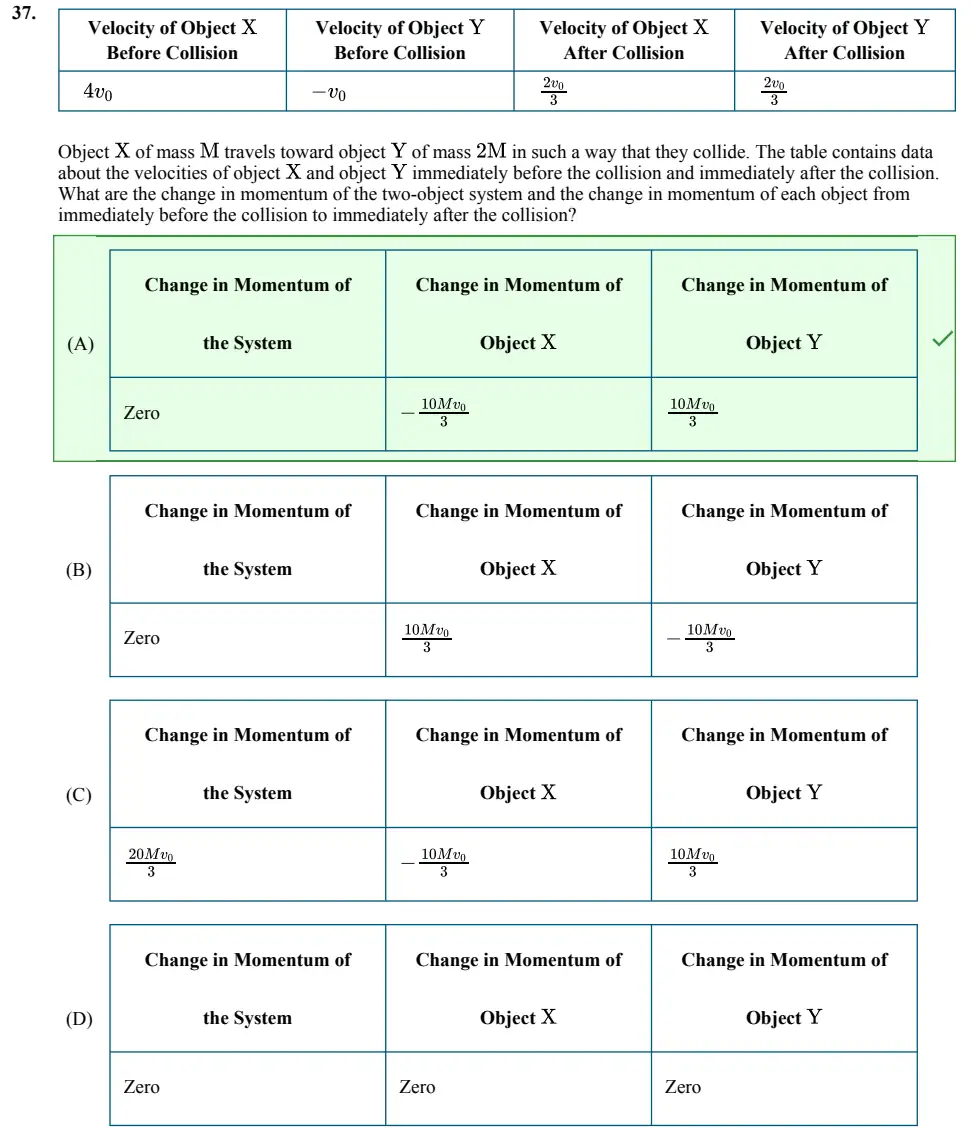 37.
Velocity of Object X Before Collision
Velocity of Object Y Before Collision
Velocity of Object X After Collision
Velocity of Object Y After Collision
4v₀
−v₀
2v₀/3
2v₀/3
Object X of mass M travels toward object Y of mass 2M in such a way that they collide. The table contains data
about the velocities of object X and object Y immediately before the collision and immediately after the collision.
What are the change in momentum of the two-object system and the change in momentum of each object from
immediately before the collision to immediately after the collision?
(A)
Change in Momentum of the System
Change in Momentum of Object X
Change in Momentum of Object Y
Zero
−10Mv₀/3
10Mv₀/3
(B)
Change in Momentum of the System
Change in Momentum of Object X
Change in Momentum of Object Y
Zero
10Mv₀/3
−10Mv₀/3
(C)
Change in Momentum of the System
Change in Momentum of Object X
Change in Momentum of Object Y
20Mv₀/3
−10Mv₀/3
10Mv₀/3
(D)
Change in Momentum of the System
Change in Momentum of Object X
Change in Momentum of Object Y
Zero
Zero
Zero